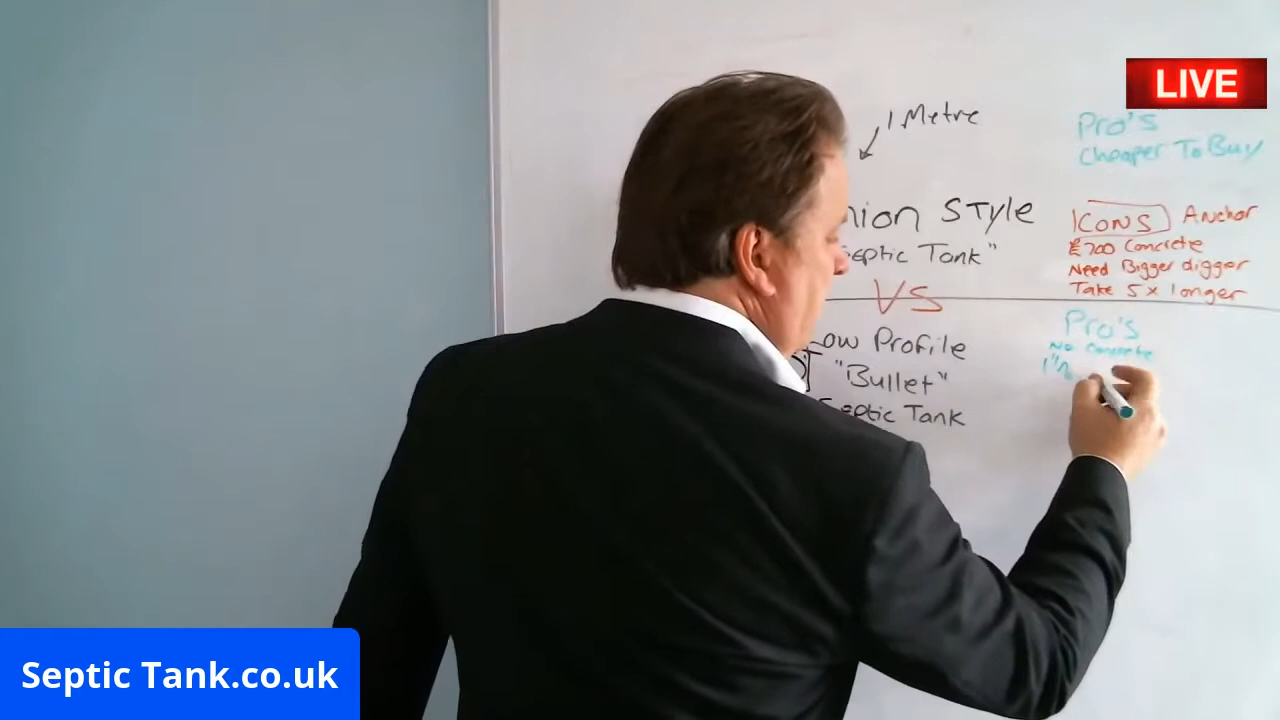 LIVE
1 Metre
Pro's
Cheaper To Buy
nion STyle
Septic Tank"
CONS Anchor
£700 Concrete
Need Bigger digger
Take 5x longer
VS
Low Profile
"Bullet"
Septic Tank
Pro's
No Concrete
Septic Tank.co.uk